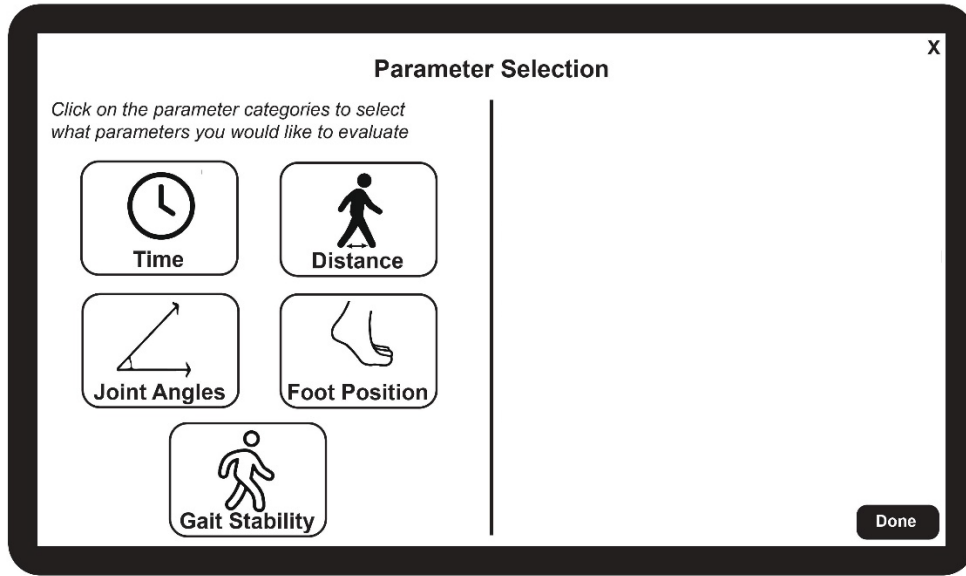 X
Parameter Selection
Click on the parameter categories to select
what parameters you would like to evaluate
Time
Distance
Joint Angles
Foot Position
Gait Stability
Done